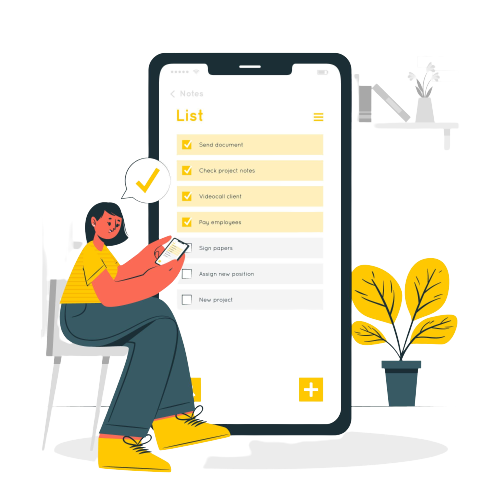 Notes
List
Send document
Check project notes
Videocall client
Pay employees
Sign papers
Assign new position
New project